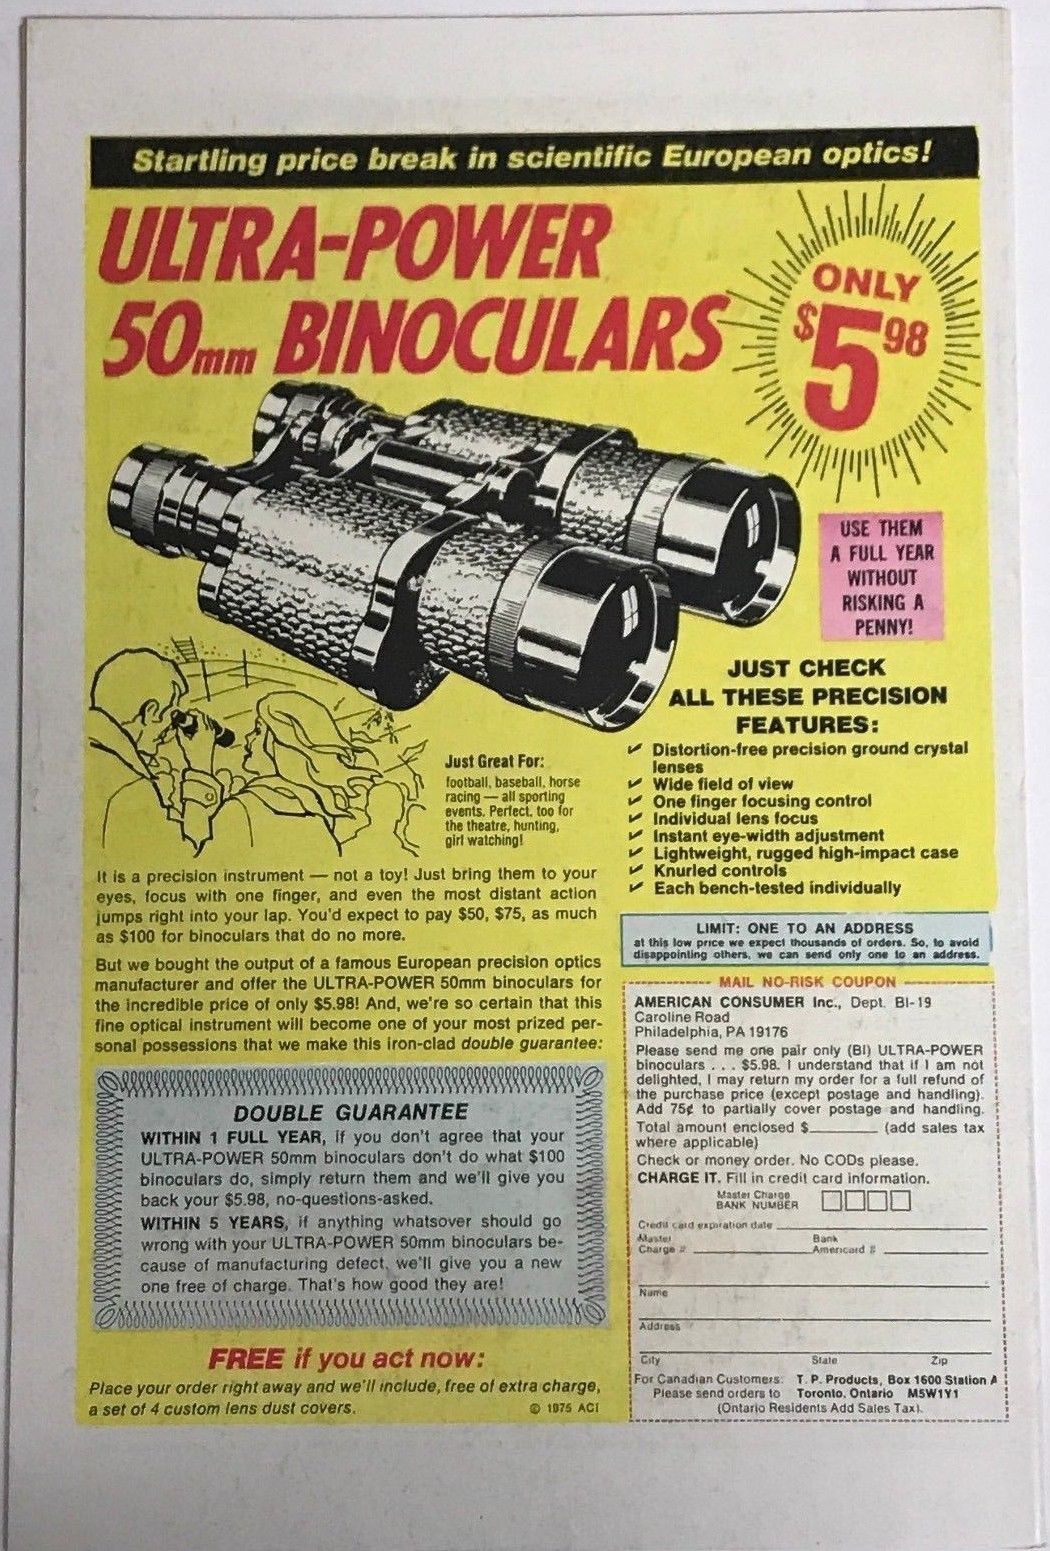 Startling price break in scientific European optics!
ULTRA-POWER
50mm BINOCULARS
ONLY
$5.98
USE THEM
A FULL YEAR
WITHOUT
RISKING A
PENNY!
JUST CHECK
ALL THESE PRECISION
FEATURES:
✔ Distortion-free precision ground crystal
lenses
✔ Wide field of view
✔ One finger focusing control
✔ Individual lens focus
✔ Instant eye-width adjustment
✔ Lightweight, rugged high-impact case
✔ Knurled controls
✔ Each bench-tested individually
Just Great For:
football, baseball, horse
racing — all sporting
events. Perfect, too for
the theatre, hunting,
girl watching!
It is a precision instrument — not a toy! Just bring them to your
eyes, focus with one finger, and even the most distant action
jumps right into your lap. You'd expect to pay $50, $75, as much
as $100 for binoculars that do no more.
But we bought the output of a famous European precision optics
manufacturer and offer the ULTRA-POWER 50mm binoculars for
the incredible price of only $5.98! And, we're so certain that this
fine optical instrument will become one of your most prized per-
sonal possessions that we make this iron-clad double guarantee:
DOUBLE GUARANTEE
WITHIN 1 FULL YEAR, if you don't agree that your
ULTRA-POWER 50mm binoculars don't do what $100
binoculars do, simply return them and we'll give you
back your $5.98, no-questions-asked.
WITHIN 5 YEARS, if anything whatsover should go
wrong with your ULTRA-POWER 50mm binoculars be-
cause of manufacturing defect, we'll give you a new
one free of charge. That's how good they are!
FREE if you act now:
Place your order right away and we'll include, free of extra charge,
a set of 4 custom lens dust covers.
© 1975 ACI
LIMIT: ONE TO AN ADDRESS
at this low price we expect thousands of orders. So, to avoid
disappointing others, we can send only one to an address.
MAIL NO-RISK COUPON
AMERICAN CONSUMER Inc., Dept. BI-19
Caroline Road
Philadelphia, PA 19176
Please send me one pair only (BI) ULTRA-POWER
binoculars . . . $5.98. I understand that if I am not
delighted, I may return my order for a full refund of
the purchase price (except postage and handling).
Add 75¢ to partially cover postage and handling.
Total amount enclosed $________ (add sales tax
where applicable)
Check or money order. No CODs please.
CHARGE IT. Fill in credit card information.
Master Charge
BANK NUMBER
Credit card expiration date
Master Bank
Charge # Americard #
Name
Address
City State Zip
For Canadian Customers: T. P. Products, Box 1600 Station A
Please send orders to Toronto, Ontario M5W1Y1
(Ontario Residents Add Sales Tax).